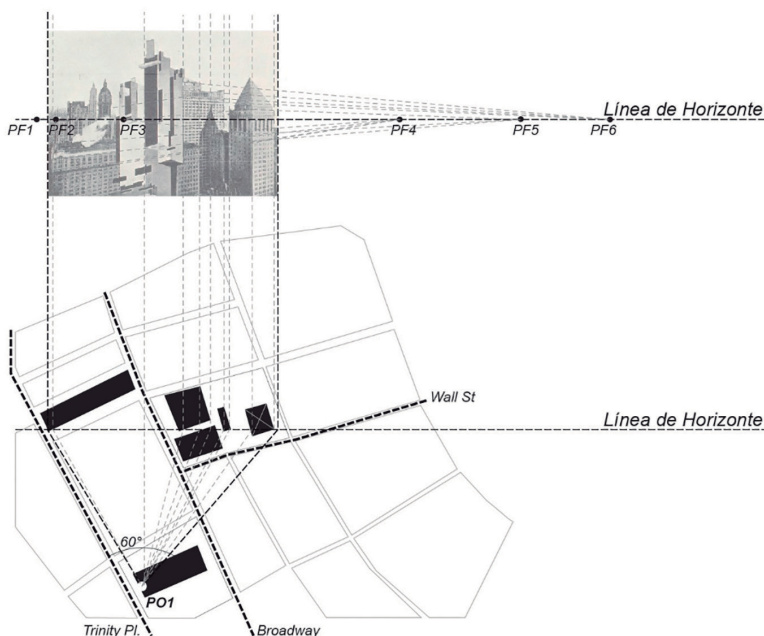 Línea de Horizonte
PF1
PF2
PF3
PF4
PF5
PF6
Wall St
Línea de Horizonte
60°
PO1
Trinity Pl.
Broadway